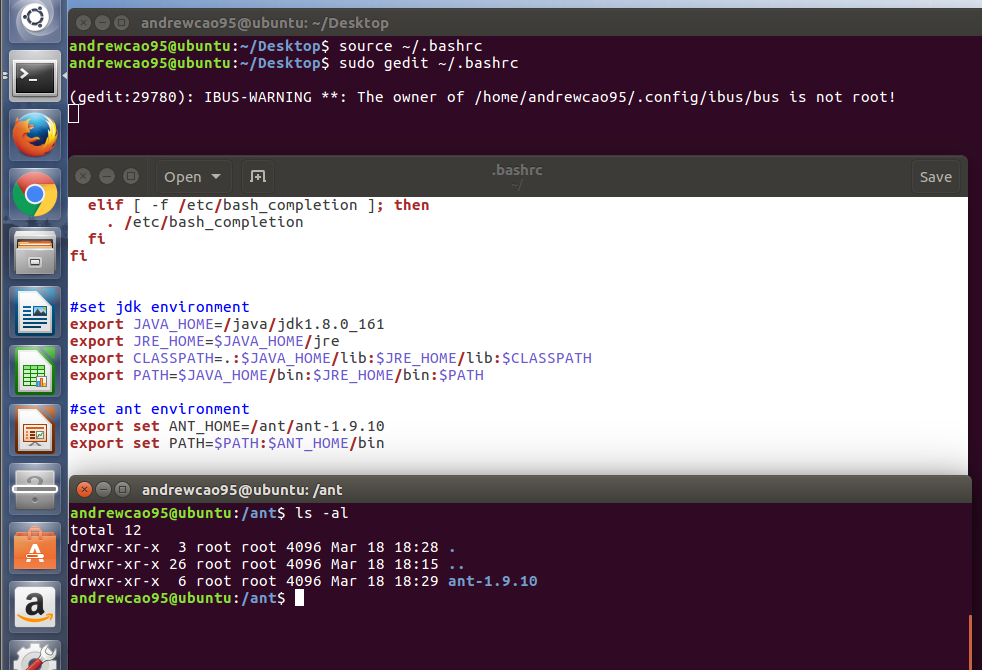 andrewcao95@ubuntu: ~/Desktop
andrewcao95@ubuntu:~/Desktop$ source ~/.bashrc
andrewcao95@ubuntu:~/Desktop$ sudo gedit ~/.bashrc
(gedit:29780): IBUS-WARNING **: The owner of /home/andrewcao95/.config/ibus/bus is not root!
Open
.bashrc
~/
Save
elif [ -f /etc/bash_completion ]; then
. /etc/bash_completion
fi
fi
#set jdk environment
export JAVA_HOME=/java/jdk1.8.0_161
export JRE_HOME=$JAVA_HOME/jre
export CLASSPATH=.:$JAVA_HOME/lib:$JRE_HOME/lib:$CLASSPATH
export PATH=$JAVA_HOME/bin:$JRE_HOME/bin:$PATH
#set ant environment
export set ANT_HOME=/ant/ant-1.9.10
export set PATH=$PATH:$ANT_HOME/bin
andrewcao95@ubuntu: /ant
andrewcao95@ubuntu:/ant$ ls -al
total 12
drwxr-xr-x  3 root root 4096 Mar 18 18:28 .
drwxr-xr-x 26 root root 4096 Mar 18 18:15 ..
drwxr-xr-x  6 root root 4096 Mar 18 18:29 ant-1.9.10
andrewcao95@ubuntu:/ant$